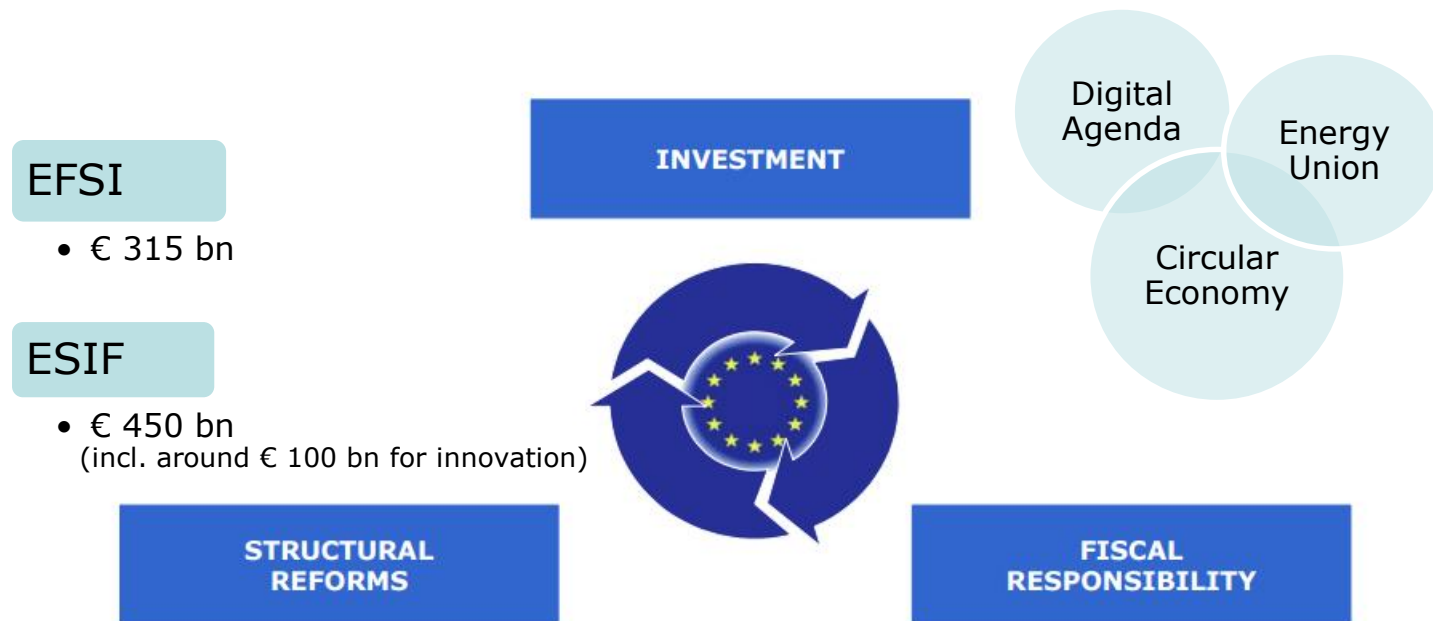 EFSI
• € 315 bn
ESIF
• € 450 bn
(incl. around € 100 bn for innovation)
INVESTMENT
Digital
Agenda
Energy
Union
Circular
Economy
STRUCTURAL
REFORMS
FISCAL
RESPONSIBILITY